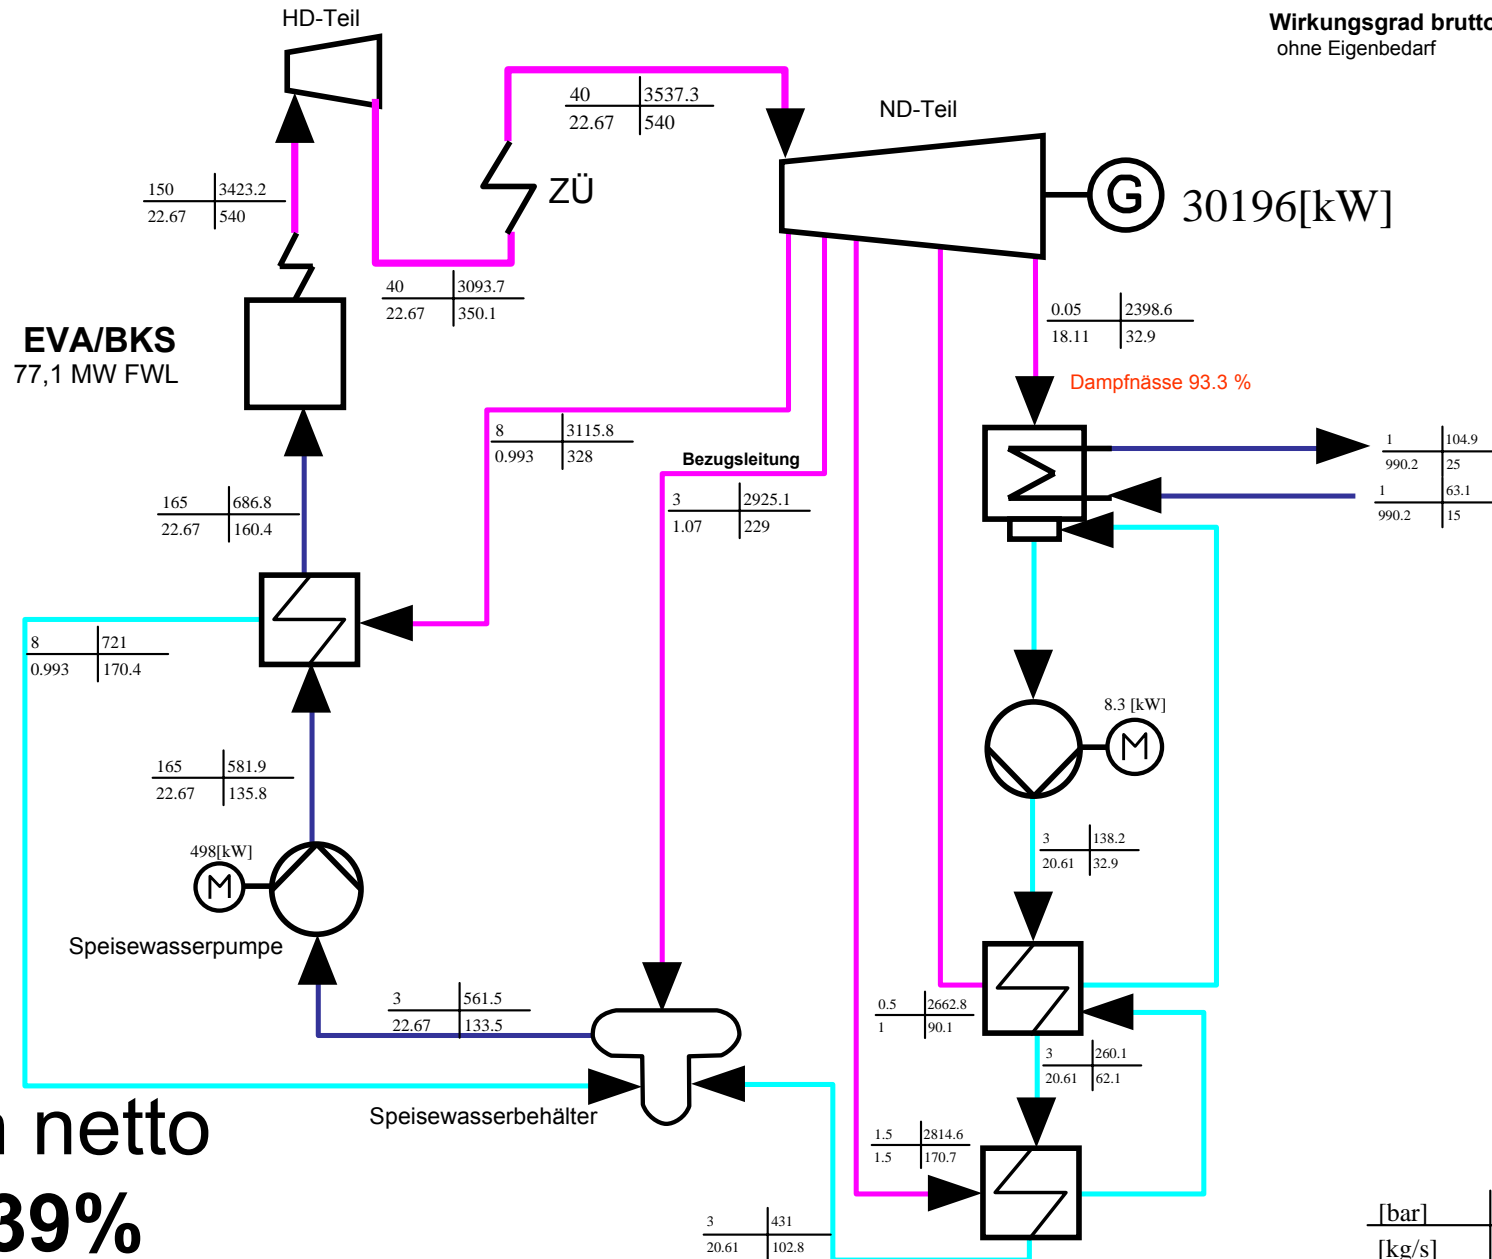 HD-Teil
Wirkungsgrad brutto
ohne Eigenbedarf
40 3537.3
22.67 540
ND-Teil
ZÜ
G
30196[kW]
150 3423.2
22.67 540
40 3093.7
22.67 350.1
0.05 2398.6
18.11 32.9
EVA/BKS
77,1 MW FWL
Dampfnässe 93.3 %
8 3115.8
0.993 328
Bezugsleitung
3 2925.1
1.07 229
1 104.9
990.2 25
1 63.1
990.2 15
165 686.8
22.67 160.4
8 721
0.993 170.4
8.3 [kW]
M
165 581.9
22.67 135.8
3 138.2
20.61 32.9
498[kW]
M
Speisewasserpumpe
3 561.5
22.67 133.5
0.5 2662.8
1 90.1
3 260.1
20.61 62.1
Speisewasserbehälter
netto
39%
1.5 2814.6
1.5 170.7
3 431
20.61 102.8
[bar]
[kg/s]